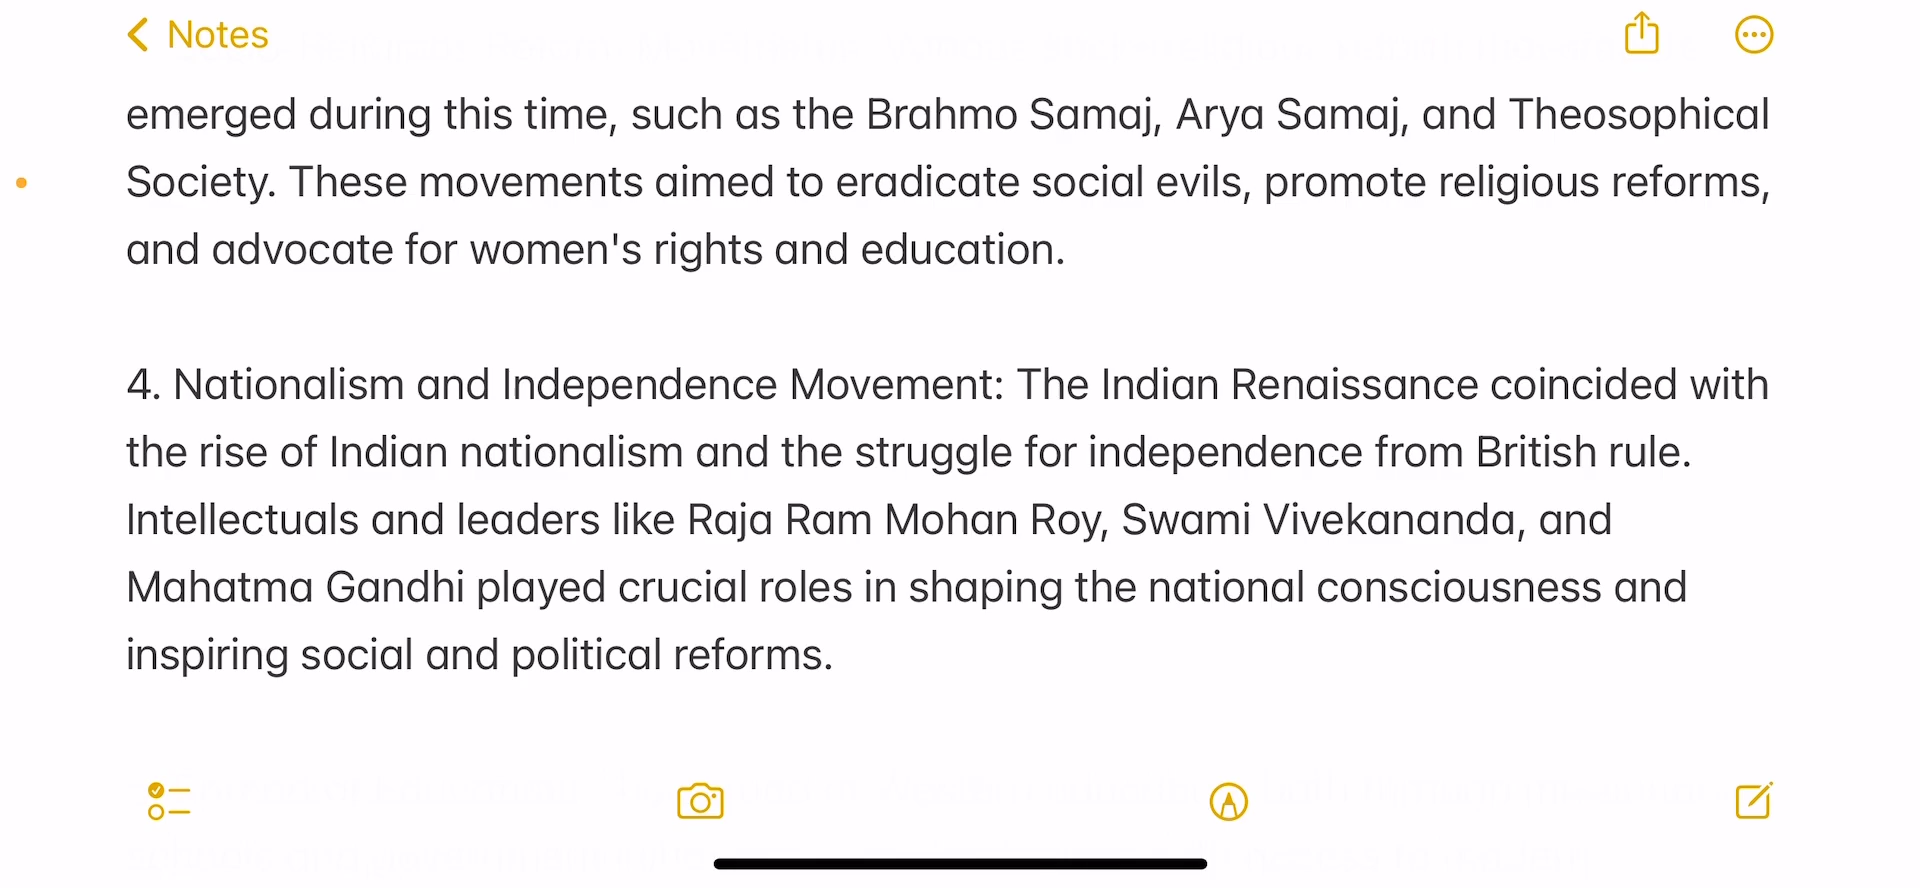 Notes
emerged during this time, such as the Brahmo Samaj, Arya Samaj, and Theosophical
Society. These movements aimed to eradicate social evils, promote religious reforms,
and advocate for women's rights and education.
4. Nationalism and Independence Movement: The Indian Renaissance coincided with
the rise of Indian nationalism and the struggle for independence from British rule.
Intellectuals and leaders like Raja Ram Mohan Roy, Swami Vivekananda, and
Mahatma Gandhi played crucial roles in shaping the national consciousness and
inspiring social and political reforms.